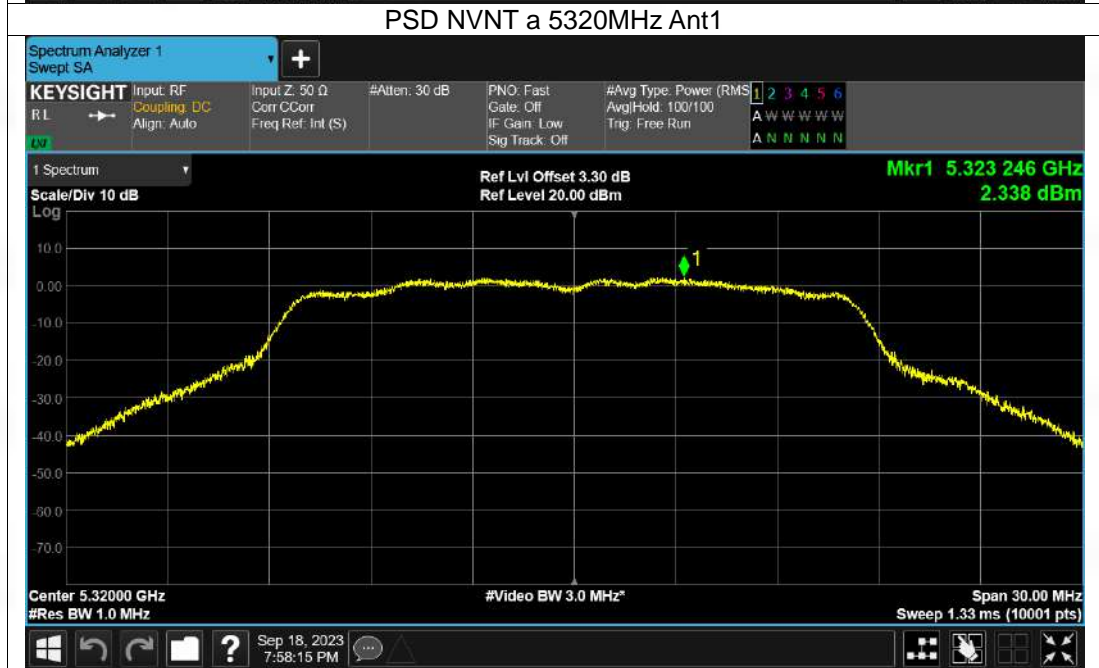 PSD NVNT a 5320MHz Ant1
Spectrum Analyzer 1
Swept SA
+
KEYSIGHT Input: RF Input Z: 50 Ω #Atten: 30 dB PNO: Fast #Avg Type: Power (RMS 1 2 3 4 5 6
RL Coupling: DC Corr CCorr Gate: Off Avg|Hold: 100/100 A W W W W W
Align: Auto Freq Ref: Int (S) IF Gain: Low Trig: Free Run
Sig Track: Off A N N N N N
LXI
1 Spectrum Ref Lvl Offset 3.30 dB Mkr1 5.323 246 GHz
Scale/Div 10 dB Ref Level 20.00 dBm 2.338 dBm
Log
10.0
1
0.00
-10.0
-20.0
-30.0
-40.0
-50.0
-60.0
-70.0
Center 5.32000 GHz #Video BW 3.0 MHz* Span 30.00 MHz
#Res BW 1.0 MHz Sweep 1.33 ms (10001 pts)
? Sep 18, 2023
7:58:15 PM